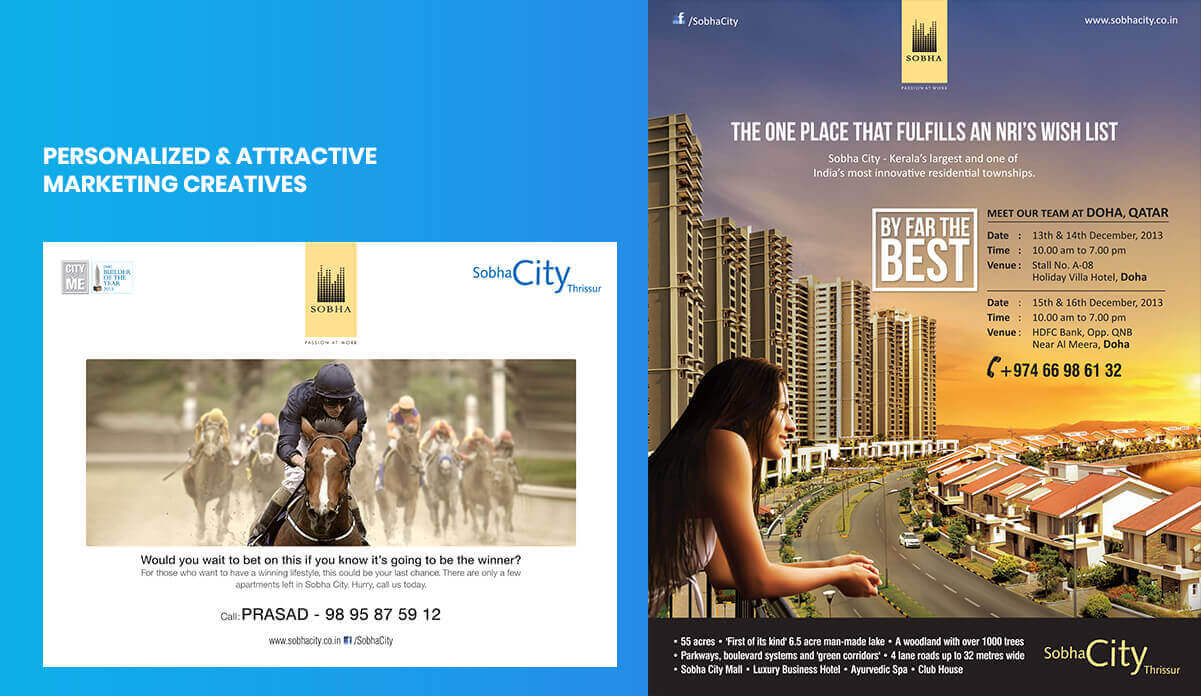 PERSONALIZED & ATTRACTIVE
MARKETING CREATIVES
CITY
ME
BUILDER
OF THE
YEAR
SOBHA
PASSION AT WORK
SobhaCity
Thrissur
Would you wait to bet on this if you know it's going to be the winner?
For those who want to have a winning lifestyle, this could be your last chance. There are only a few
apartments left in Sobha City. Hurry, call us today.
Call: PRASAD - 98 95 87 59 12
www.sobhacity.co.in /SobhaCity
/SobhaCity
SOBHA
PASSION AT WORK
www.sobhacity.co.in
THE ONE PLACE THAT FULFILLS AN NRI'S WISH LIST
Sobha City - Kerala's largest and one of
India's most innovative residential townships.
BY FAR THE
BEST
MEET OUR TEAM AT DOHA, QATAR
Date : 13th & 14th December, 2013
Time : 10.00 am to 7.00 pm
Venue : Stall No. A-08
Holiday Villa Hotel, Doha
Date : 15th & 16th December, 2013
Time : 10.00 am to 7.00 pm
Venue : HDFC Bank, Opp. QNB
Near Al Meera, Doha
+974 66 98 61 32
• 55 acres • 'First of its kind' 6.5 acre man-made lake • A woodland with over 1000 trees
• Parkways, boulevard systems and 'green corridors' • 4 lane roads up to 32 metres wide
• Sobha City Mall • Luxury Business Hotel • Ayurvedic Spa • Club House
SobhaCity
Thrissur